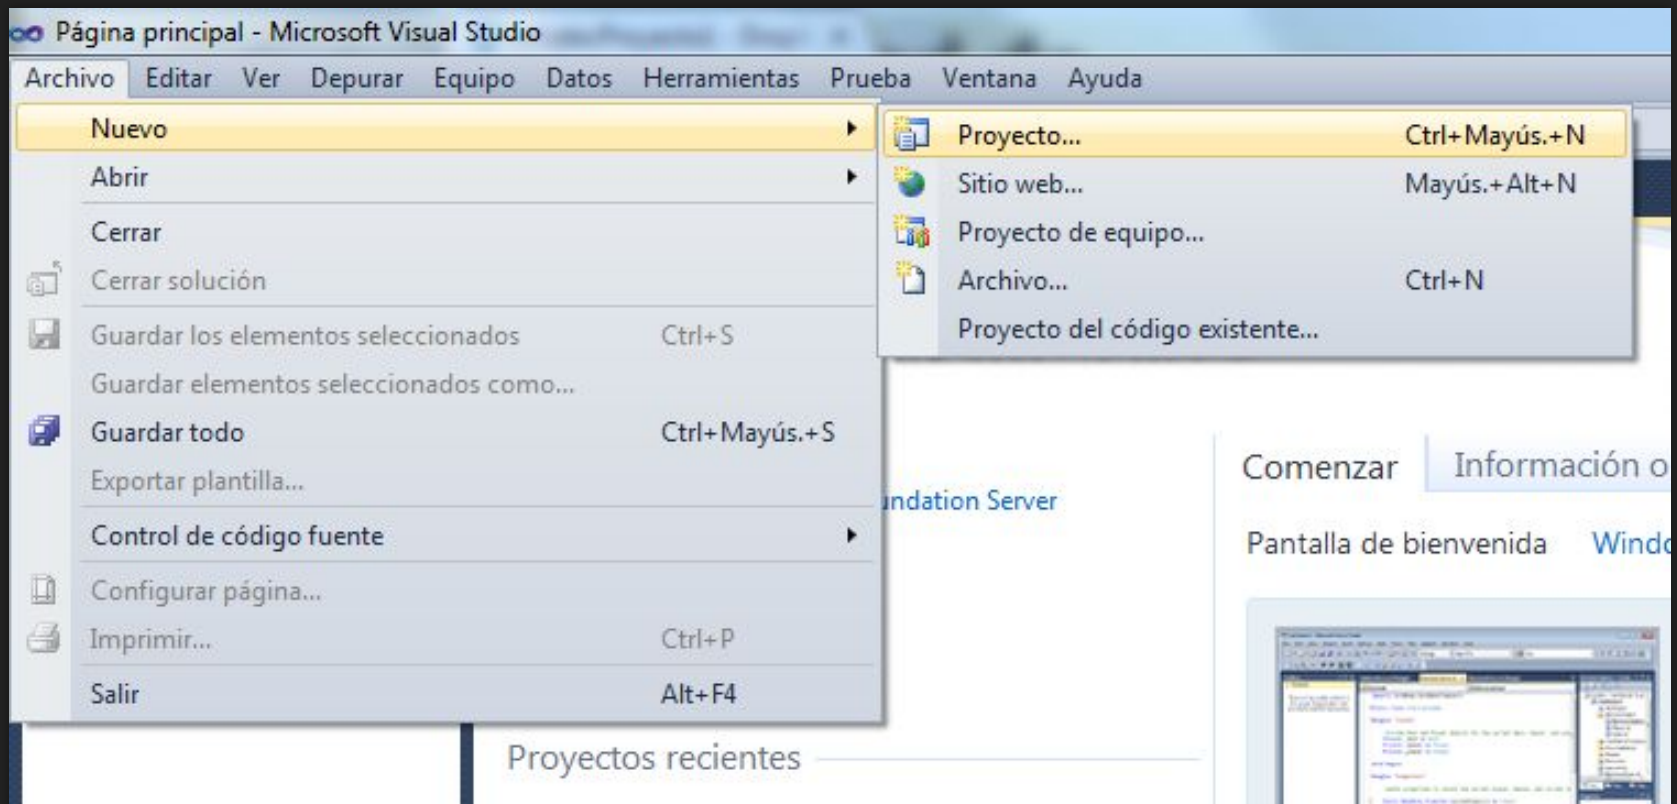 Página principal - Microsoft Visual Studio
Archivo Editar Ver Depurar Equipo Datos Herramientas Prueba Ventana Ayuda
Nuevo
Abrir
Cerrar
Cerrar solución
Guardar los elementos seleccionados Ctrl+S
Guardar elementos seleccionados como...
Guardar todo Ctrl+Mayús.+S
Exportar plantilla...
Control de código fuente
Configurar página...
Imprimir... Ctrl+P
Salir Alt+F4
Proyecto... Ctrl+Mayús.+N
Sitio web... Mayús.+Alt+N
Proyecto de equipo...
Archivo... Ctrl+N
Proyecto del código existente...
Server
Comenzar Información
Pantalla de bienvenida
Proyectos recientes